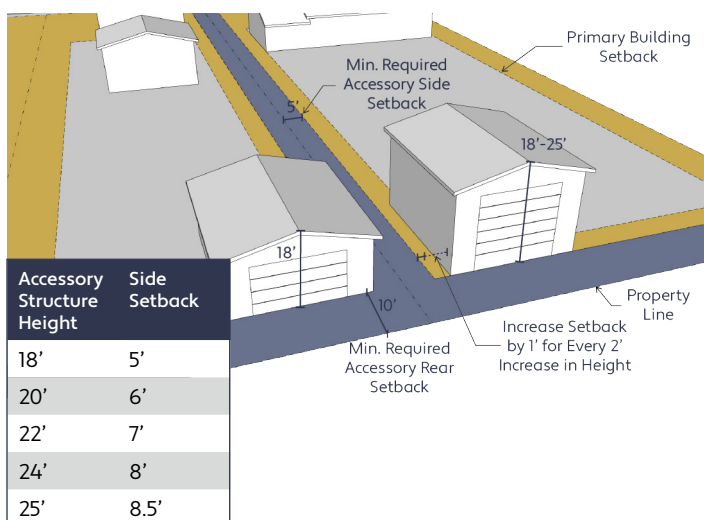 Primary Building
Setback
Min. Required
Accessory Side
Setback
5’
18’-25’
18’
10’
Property
Line
Increase Setback
by 1’ for Every 2’
Increase in Height
Min. Required
Accessory Rear
Setback
Accessory Structure Height Side Setback
18’ 5’
20’ 6’
22’ 7’
24’ 8’
25’ 8.5’